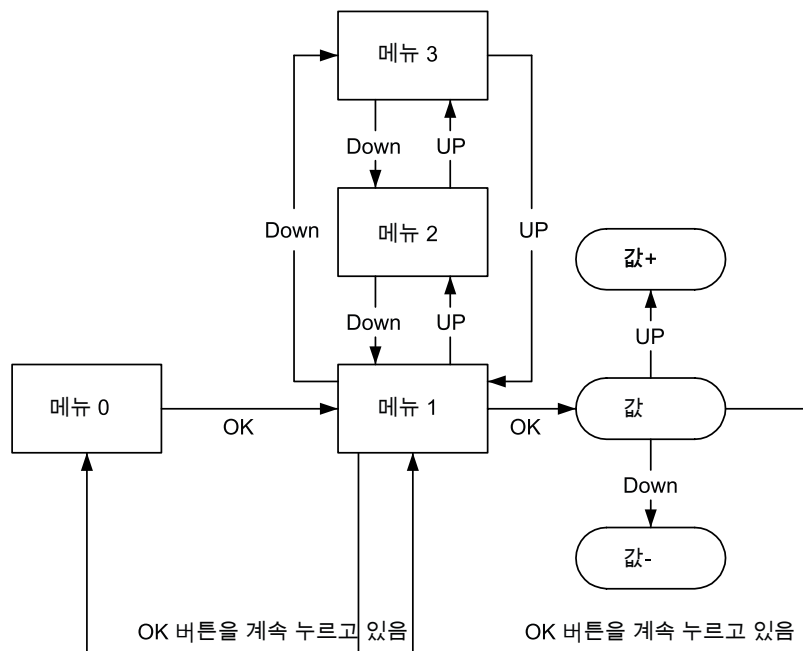 메뉴 3
Down
UP
Down
메뉴 2
UP
값+
Down
UP
UP
메뉴 0
메뉴 1
값
OK
OK
Down
값-
OK 버튼을 계속 누르고 있음
OK 버튼을 계속 누르고 있음